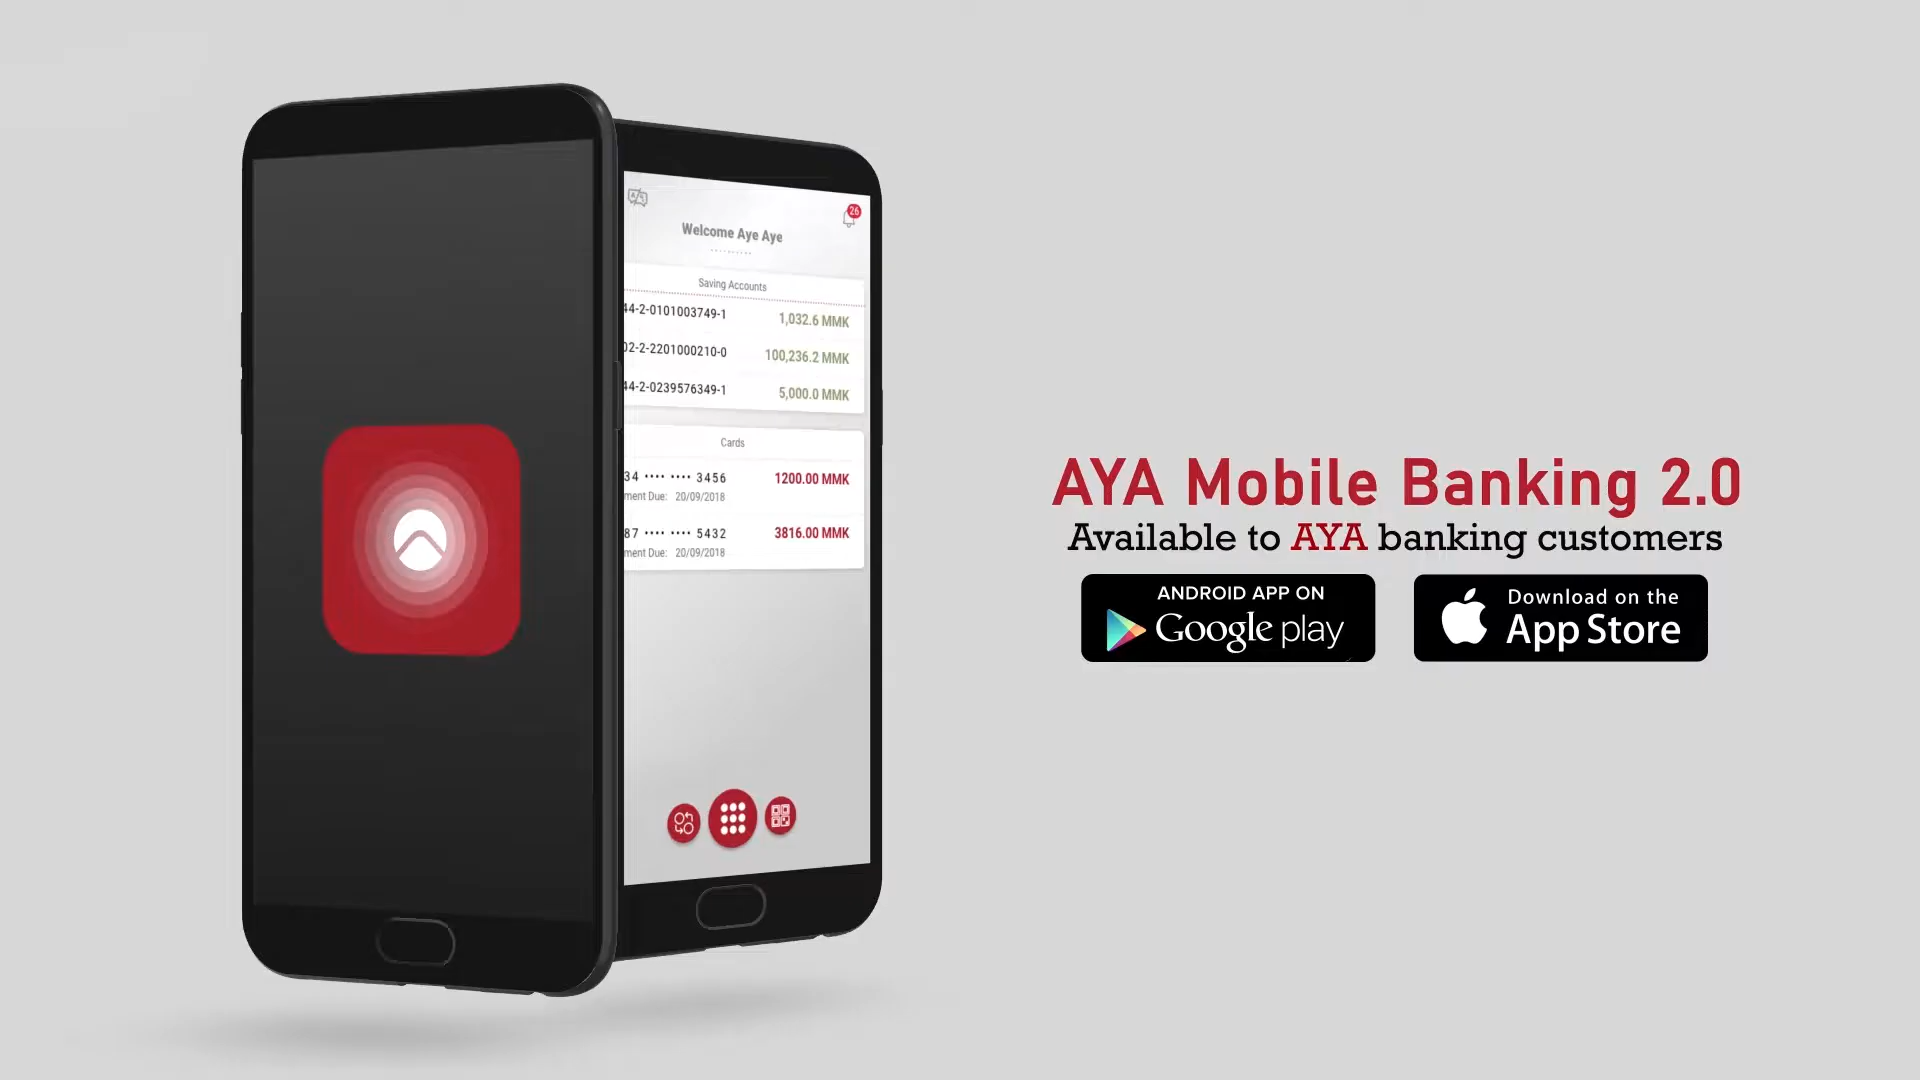 Welcome Aye Aye
26
Saving Accounts
44-2-0101003749-1 1,032.6 MMK
02-2-2201000210-0 100,236.2 MMK
44-2-0239576349-1 5,000.0 MMK
Cards
34 •••• •••• 3456 1200.00 MMK
ment Due: 20/09/2018
87 •••• •••• 5432 3816.00 MMK
ment Due: 20/09/2018
AYA Mobile Banking 2.0
Available to AYA banking customers
ANDROID APP ON
Google play
Download on the
App Store